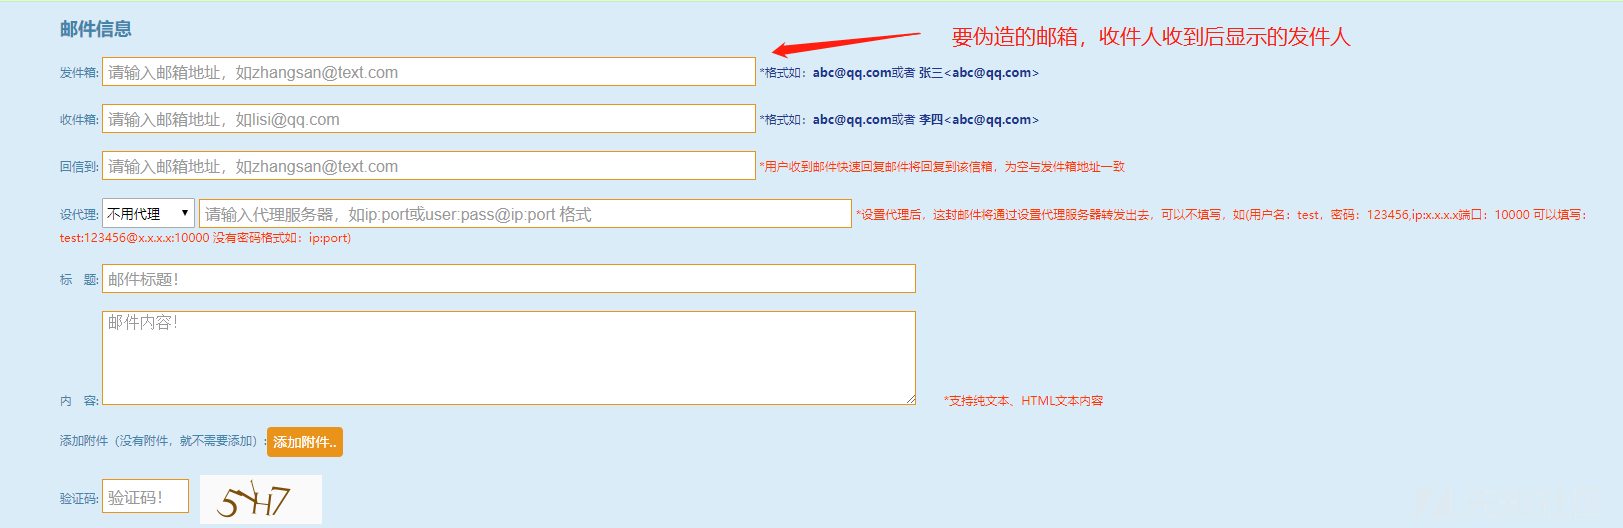 邮件信息
要伪造的邮箱，收件人收到后显示的发件人
发件箱: 请输入邮箱地址，如zhangsan@text.com *格式如：abc@qq.com或者 张三<abc@qq.com>
收件箱: 请输入邮箱地址，如lisi@qq.com *格式如：abc@qq.com或者 李四<abc@qq.com>
回信到: 请输入邮箱地址，如zhangsan@text.com *用户收到邮件快速回复邮件将回复到该信箱，为空与发件箱地址一致
设代理: 不用代理 请输入代理服务器，如ip:port或user:pass@ip:port 格式 *设置代理后，这封邮件将通过设置代理服务器转发出去，可以不填写，如(用户名：test，密码：123456,ip:x.x.x.x端口：10000 可以填写：
test:123456@x.x.x.x:10000 没有密码格式如：ip:port)
标 题: 邮件标题！
邮件内容！
内 容: *支持纯文本、HTML文本内容
添加附件（没有附件，就不需要添加）: 添加附件..
验证码: 验证码！ 5YH7